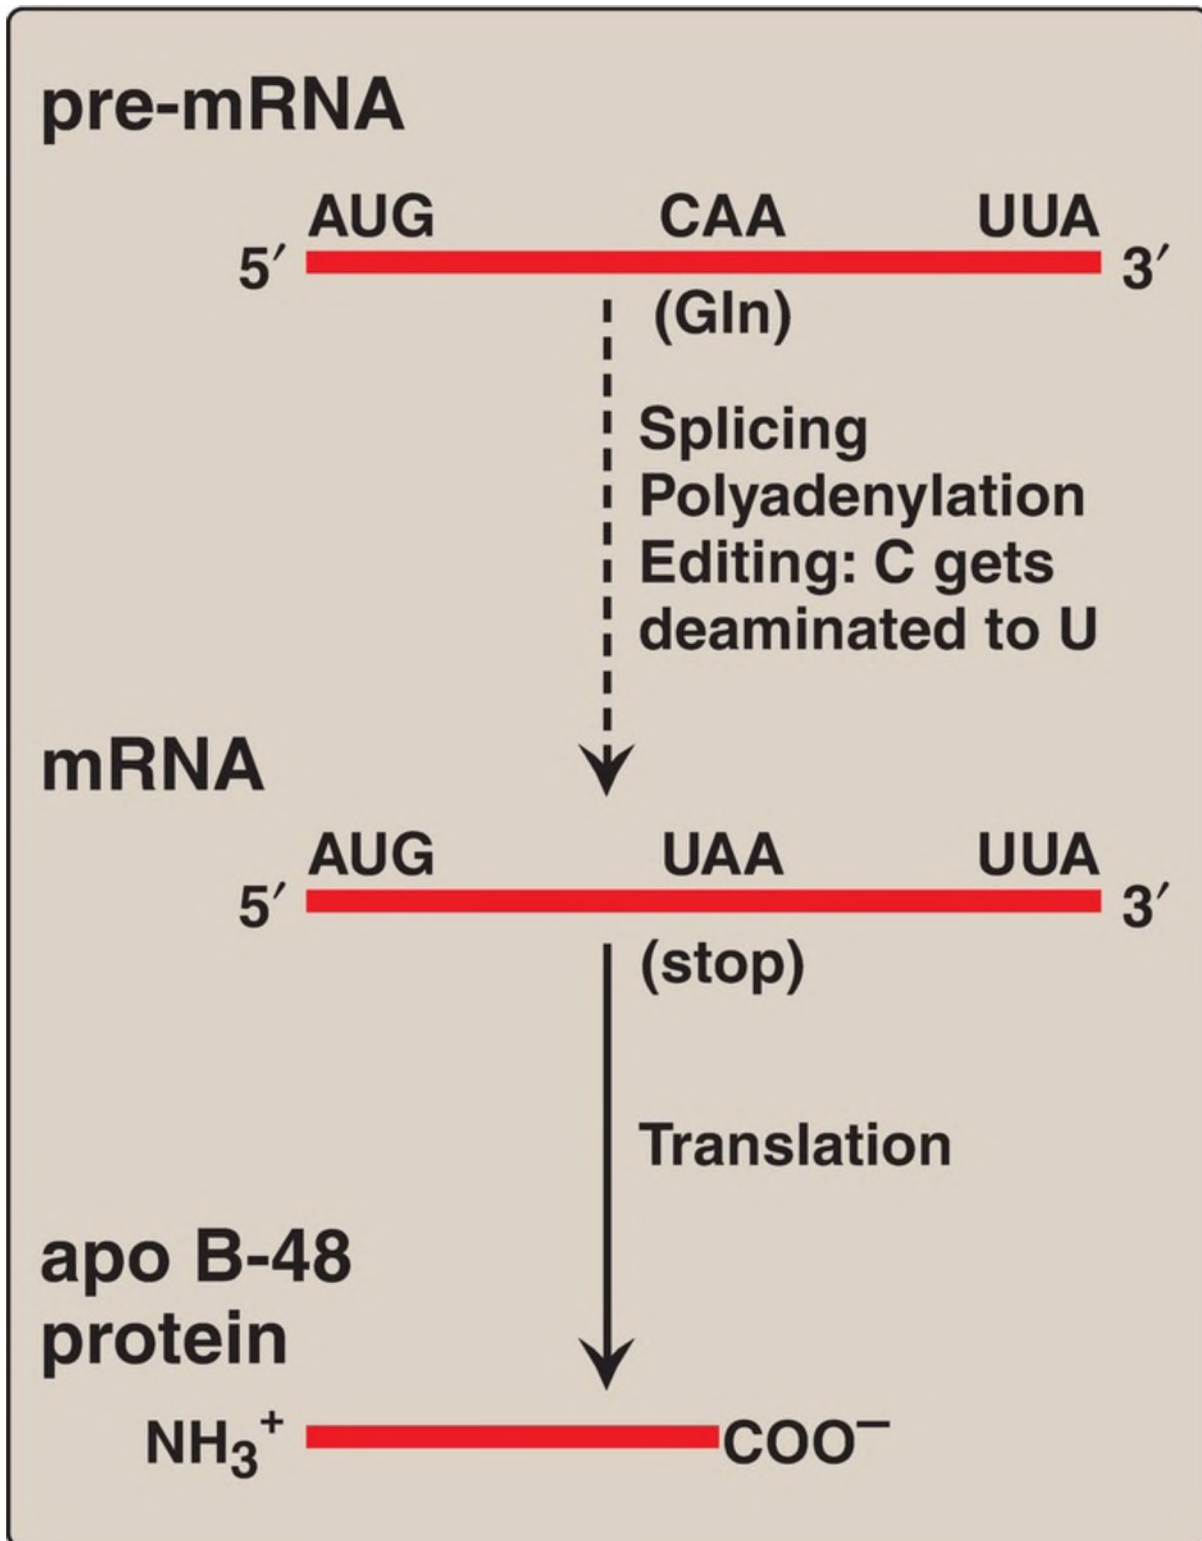 pre-mRNA
AUG CAA UUA
5′ 3′
(Gln)
Splicing
Polyadenylation
Editing: C gets
deaminated to U
mRNA
AUG UAA UUA
5′ 3′
(stop)
Translation
apo B-48
protein
NH₃⁺ COO⁻